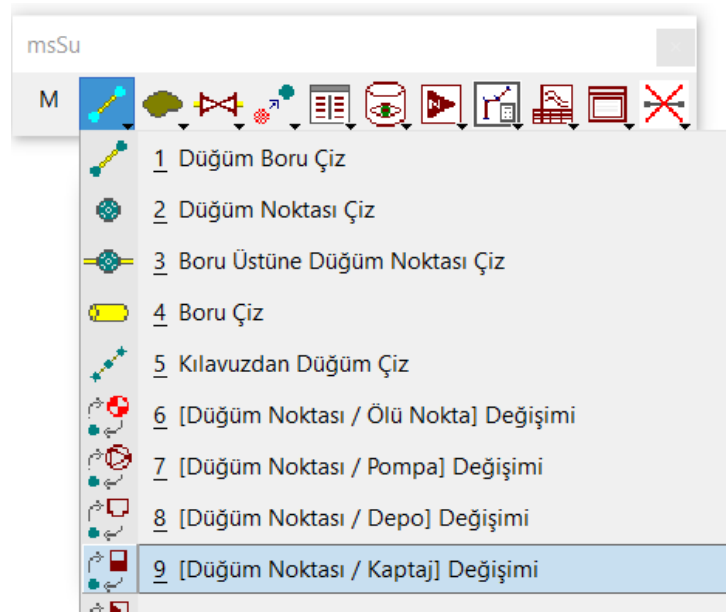 msSu
M
1 Düğüm Boru Çiz
2 Düğüm Noktası Çiz
3 Boru Üstüne Düğüm Noktası Çiz
4 Boru Çiz
5 Kılavuzdan Düğüm Çiz
6 [Düğüm Noktası / Ölü Nokta] Değişimi
7 [Düğüm Noktası / Pompa] Değişimi
8 [Düğüm Noktası / Depo] Değişimi
9 [Düğüm Noktası / Kaptaj] Değişimi